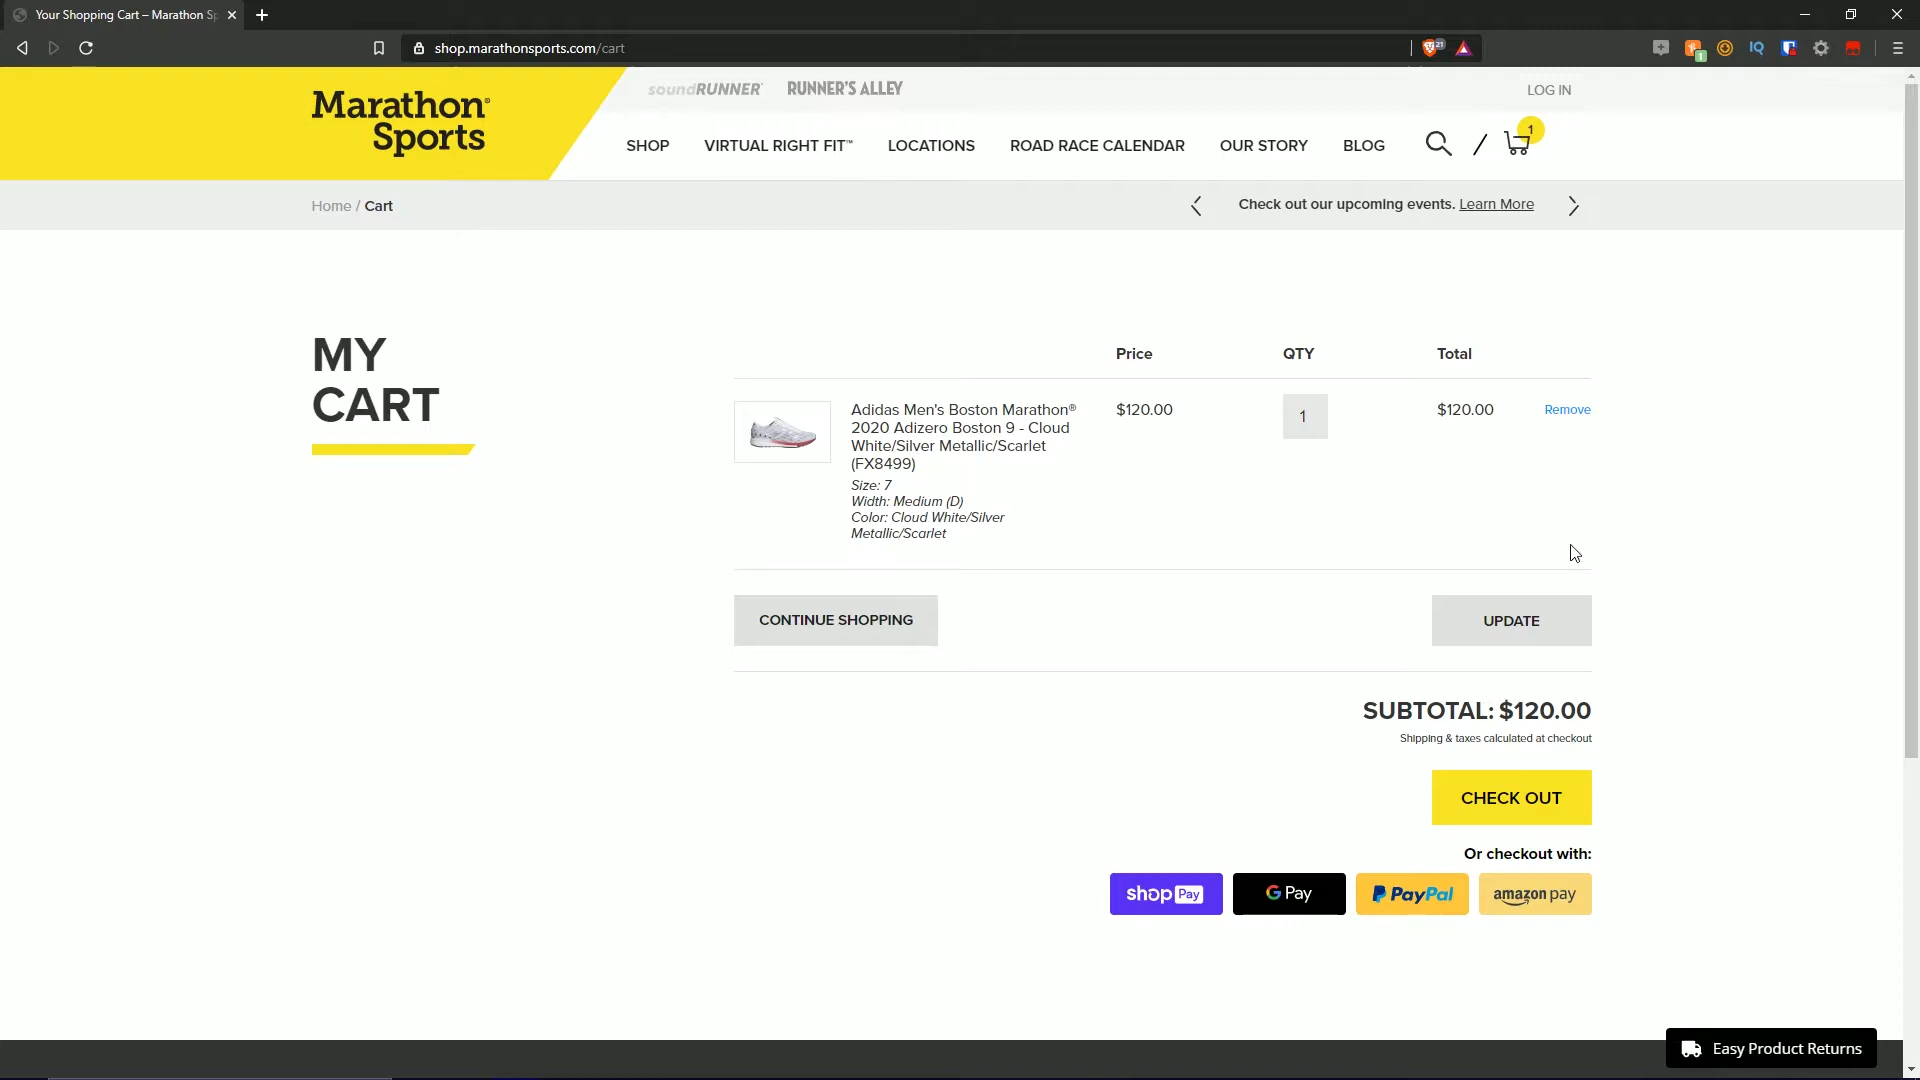 Your Shopping Cart – Marathon Sp
shop.marathonsports.com/cart
21
IQ
1
soundRUNNER
RUNNER'S ALLEY
LOG IN
Marathon®
Sports
SHOP
VIRTUAL RIGHT FIT™
LOCATIONS
ROAD RACE CALENDAR
OUR STORY
BLOG
1
Home / Cart
Check out our upcoming events. Learn More
MY
CART
Price
QTY
Total
Adidas Men's Boston Marathon®
2020 Adizero Boston 9 - Cloud
White/Silver Metallic/Scarlet
(FX8499)
Size: 7
Width: Medium (D)
Color: Cloud White/Silver
Metallic/Scarlet
$120.00
1
$120.00
Remove
CONTINUE SHOPPING
UPDATE
SUBTOTAL: $120.00
Shipping & taxes calculated at checkout
CHECK OUT
Or checkout with:
shop Pay
G Pay
PayPal
amazon pay
Easy Product Returns